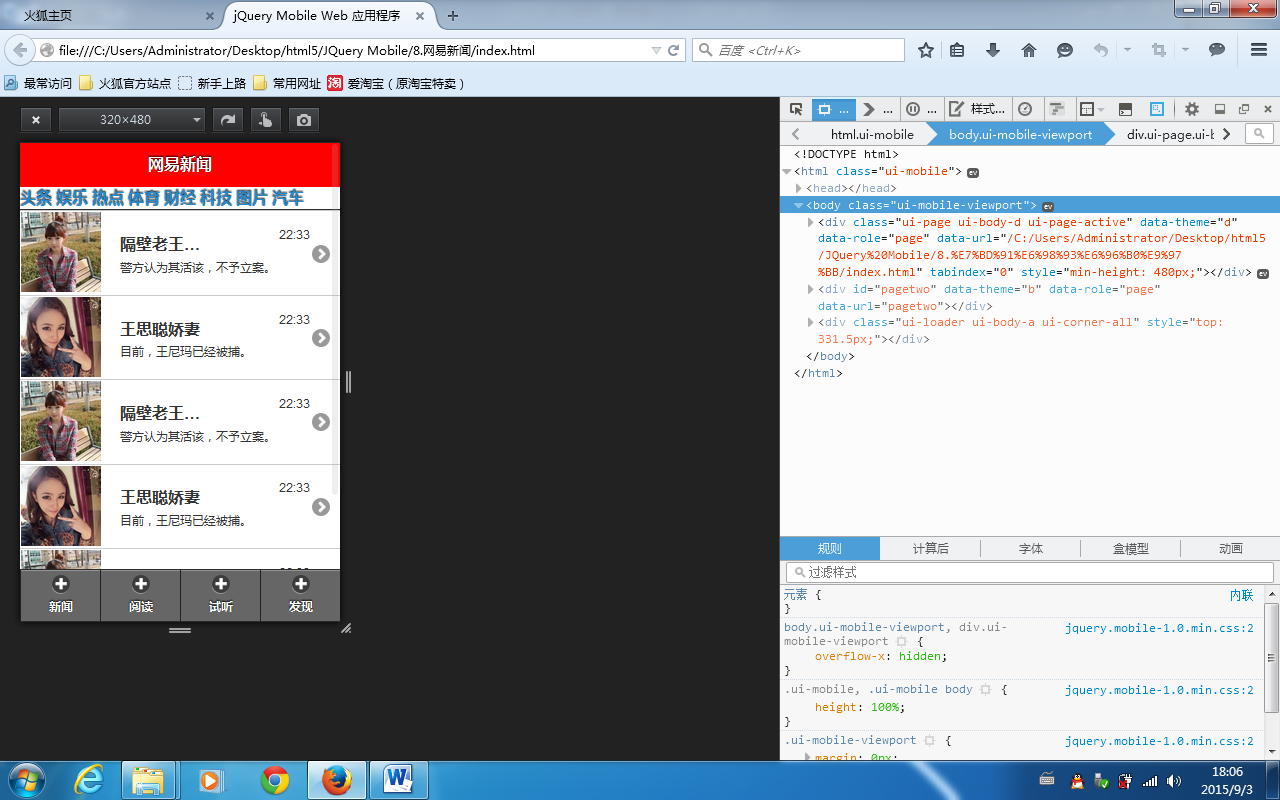 火狐主页
jQuery Mobile Web 应用程序
file:///C:/Users/Administrator/Desktop/html5/JQuery Mobile/8.网易新闻/index.html
百度 <Ctrl+K>
最常访问 火狐官方站点 新手上路 常用网址 淘 爱淘宝（原淘宝特卖）
320×480
网易新闻
头条 娱乐 热点 体育 财经 科技 图片 汽车
22:33
隔壁老王...
警方认为其活该，不予立案。
22:33
王思聪娇妻
目前，王尼玛已经被捕。
22:33
隔壁老王...
警方认为其活该，不予立案。
22:33
王思聪娇妻
目前，王尼玛已经被捕。
新闻 阅读 试听 发现
... ... ... 样式...
html.ui-mobile body.ui-mobile-viewport div.ui-page.ui-b
<!DOCTYPE html>
<html class="ui-mobile"> ev
<head></head>
<body class="ui-mobile-viewport"> ev
<div class="ui-page ui-body-d ui-page-active" data-theme="d"
data-role="page" data-url="/C:/Users/Administrator/Desktop/html5
/JQuery%20Mobile/8.%E7%BD%91%E6%98%93%E6%96%B0%E9%97
%BB/index.html" tabindex="0" style="min-height: 480px;"></div> ev
<div id="pagetwo" data-theme="b" data-role="page"
data-url="pagetwo"></div>
<div class="ui-loader ui-body-a ui-corner-all" style="top:
331.5px;"></div>
</body>
</html>
规则 计算后 字体 盒模型 动画
过滤样式
元素 { 内联
}
body.ui-mobile-viewport, div.ui- jquery.mobile-1.0.min.css:2
mobile-viewport {
overflow-x: hidden;
}
.ui-mobile, .ui-mobile body { jquery.mobile-1.0.min.css:2
height: 100%;
}
.ui-mobile-viewport { jquery.mobile-1.0.min.css:2
margin: 0px;
18:06
2015/9/3